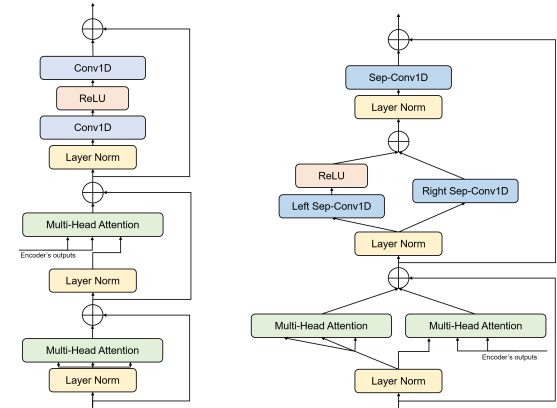 Conv1D
ReLU
Conv1D
Layer Norm
Multi-Head Attention
Encoder's outputs
Layer Norm
Multi-Head Attention
Layer Norm
Sep-Conv1D
Layer Norm
ReLU
Left Sep-Conv1D
Right Sep-Conv1D
Layer Norm
Multi-Head Attention
Multi-Head Attention
Encoder's outputs
Layer Norm